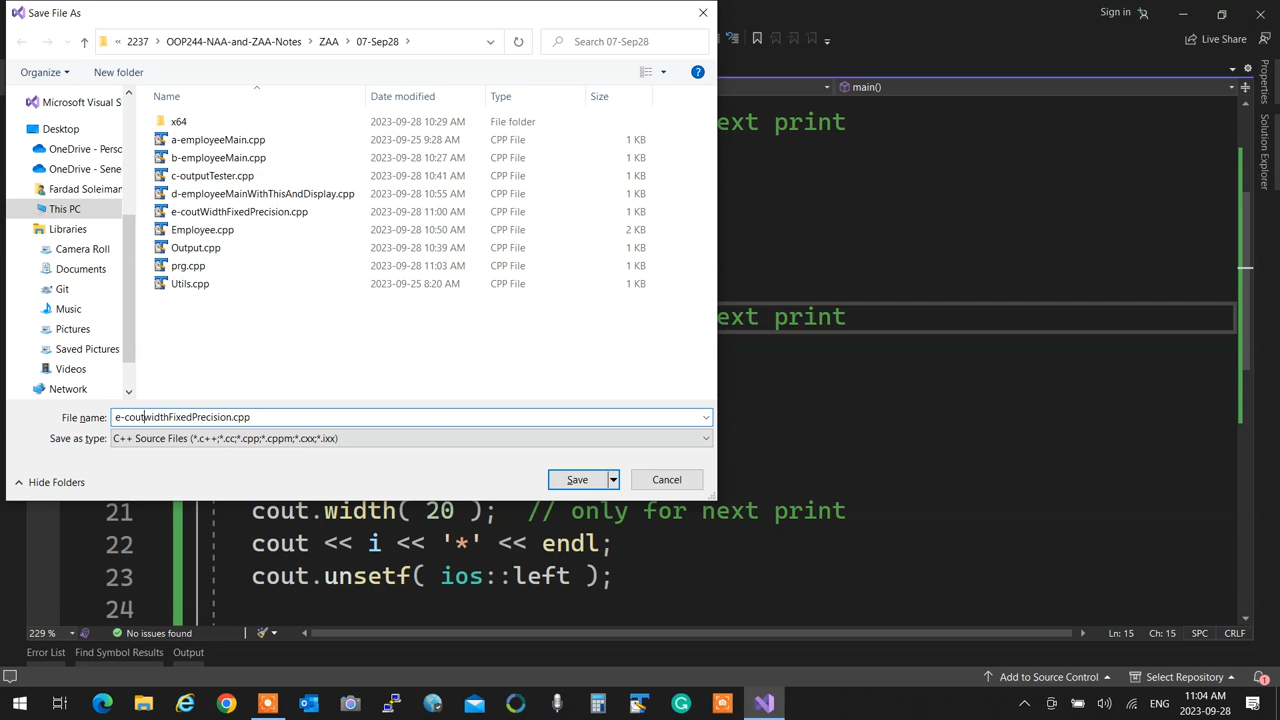 Save File As
Sign in
« 2237 › OOP244-NAA-and-ZAA-Notes › ZAA › 07-Sep28 ›
Search 07-Sep28
Live Share
Organize
New folder
main()
Name
Date modified
Type
Size
Microsoft Visual S
Desktop
OneDrive - Perso
OneDrive - Sene
Fardad Soleiman
This PC
Libraries
Camera Roll
Documents
Git
Music
Pictures
Saved Pictures
Videos
Network
x64 2023-09-28 10:29 AM File folder
a-employeeMain.cpp 2023-09-25 9:28 AM CPP File 1 KB
b-employeeMain.cpp 2023-09-28 10:27 AM CPP File 1 KB
c-outputTester.cpp 2023-09-28 10:41 AM CPP File 1 KB
d-employeeMainWithThisAndDisplay.cpp 2023-09-28 10:55 AM CPP File 1 KB
e-coutWidthFixedPrecision.cpp 2023-09-28 11:00 AM CPP File 1 KB
Employee.cpp 2023-09-28 10:50 AM CPP File 2 KB
Output.cpp 2023-09-28 10:39 AM CPP File 1 KB
prg.cpp 2023-09-28 11:03 AM CPP File 1 KB
Utils.cpp 2023-09-25 8:20 AM CPP File 1 KB
ext print
ext print
Properties
Solution Explorer
File name: e-coutwidthFixedPrecision.cpp
Save as type: C++ Source Files (*.c++;*.cc;*.cpp;*.cppm;*.cxx;*.ixx)
Hide Folders
Save
Cancel
21 cout.width( 20 ); // only for next print
22 cout << i << '*' << endl;
23 cout.unsetf( ios::left );
24
229 %
No issues found
Ln: 15 Ch: 15 SPC CRLF
Error List Find Symbol Results Output
Add to Source Control
Select Repository
1
ENG
11:04 AM
2023-09-28